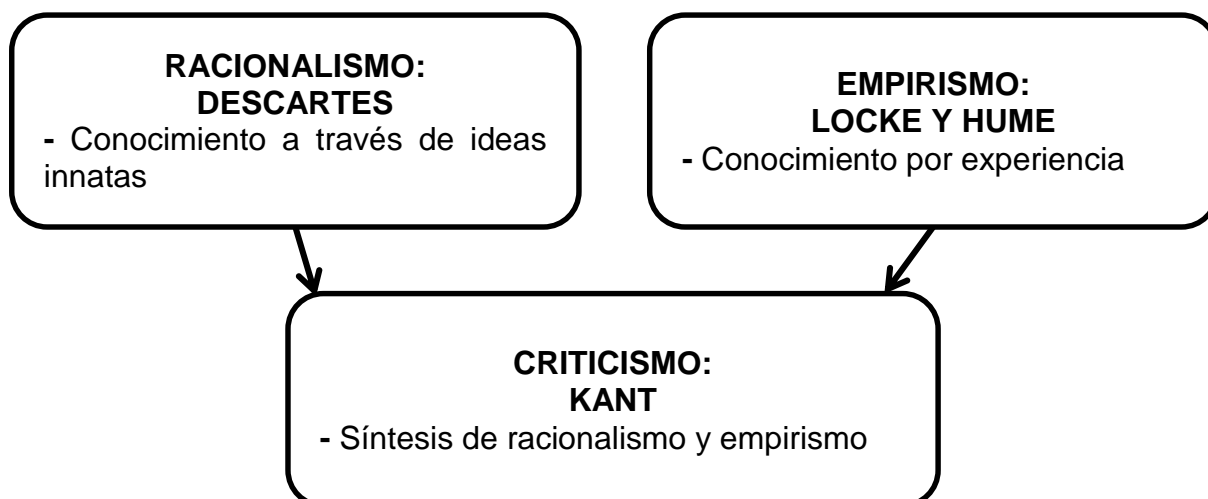 RACIONALISMO:
DESCARTES
- Conocimiento a través de ideas
innatas
EMPIRISMO:
LOCKE Y HUME
- Conocimiento por experiencia
CRITICISMO:
KANT
- Síntesis de racionalismo y empirismo